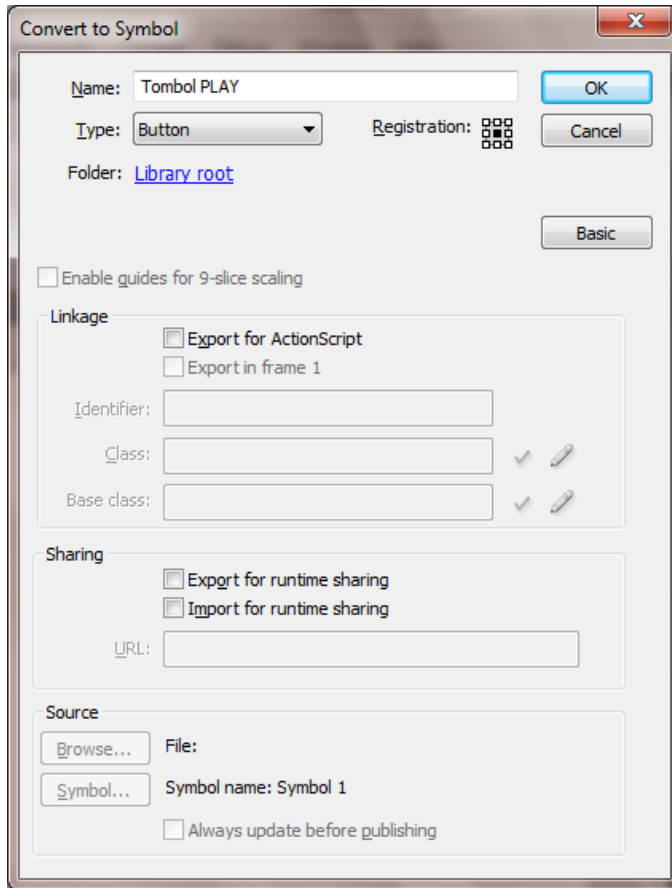 Convert to Symbol
Name: Tombol PLAY
OK
Type: Button
Registration:
Cancel
Folder: Library root
Basic
Enable guides for 9-slice scaling
Linkage
Export for ActionScript
Export in frame 1
Identifier:
Class:
Base class:
Sharing
Export for runtime sharing
Import for runtime sharing
URL:
Source
Browse... File:
Symbol... Symbol name: Symbol 1
Always update before publishing